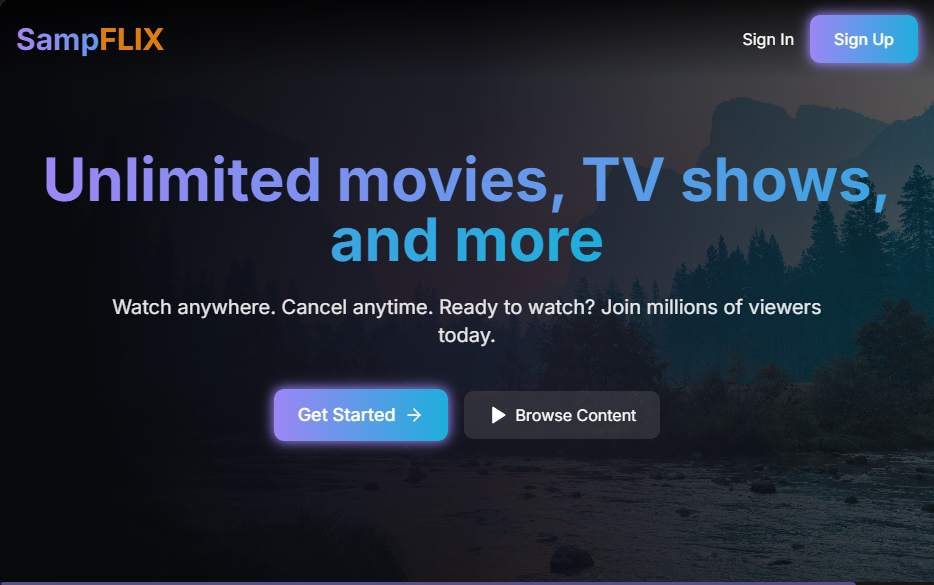 SampFLIX
Sign In
Sign Up
Unlimited movies, TV shows,
and more
Watch anywhere. Cancel anytime. Ready to watch? Join millions of viewers
today.
Get Started →
Browse Content